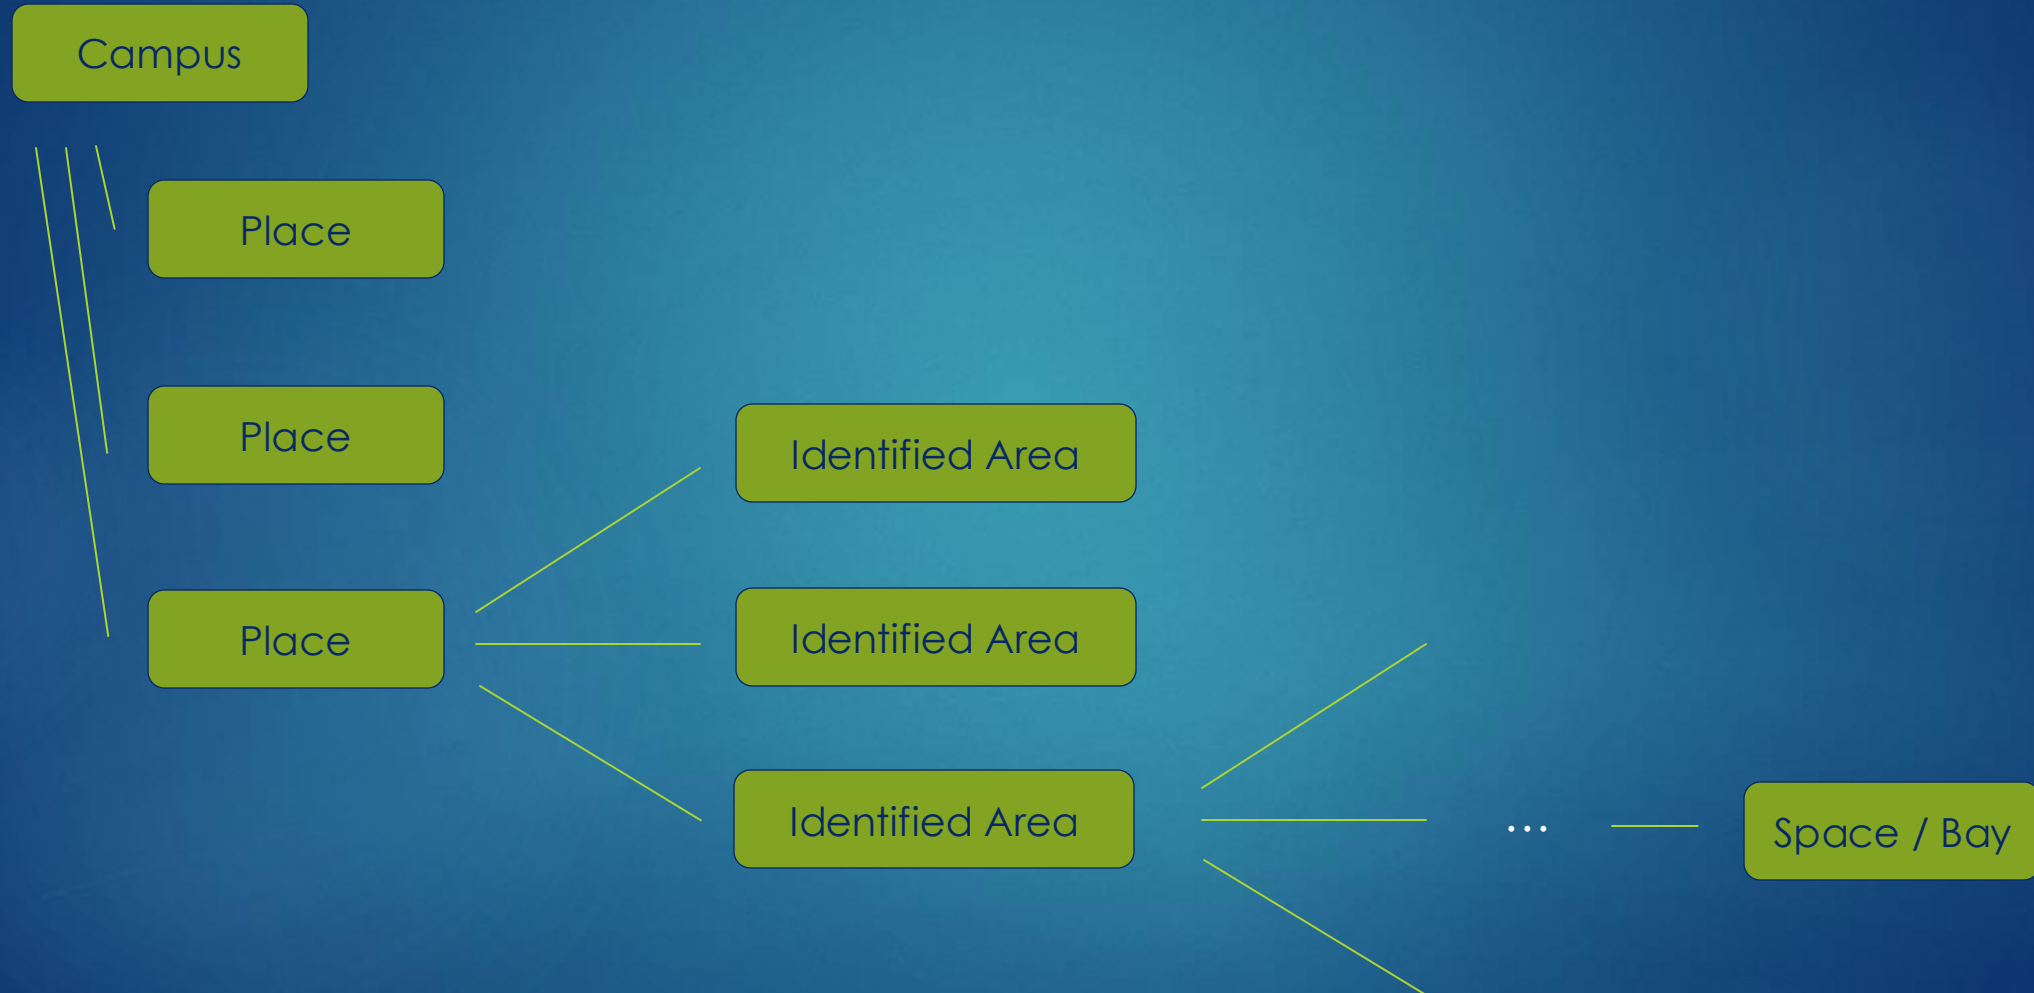 Campus
Place
Place
Identified Area
Place
Identified Area
Identified Area
...
Space / Bay